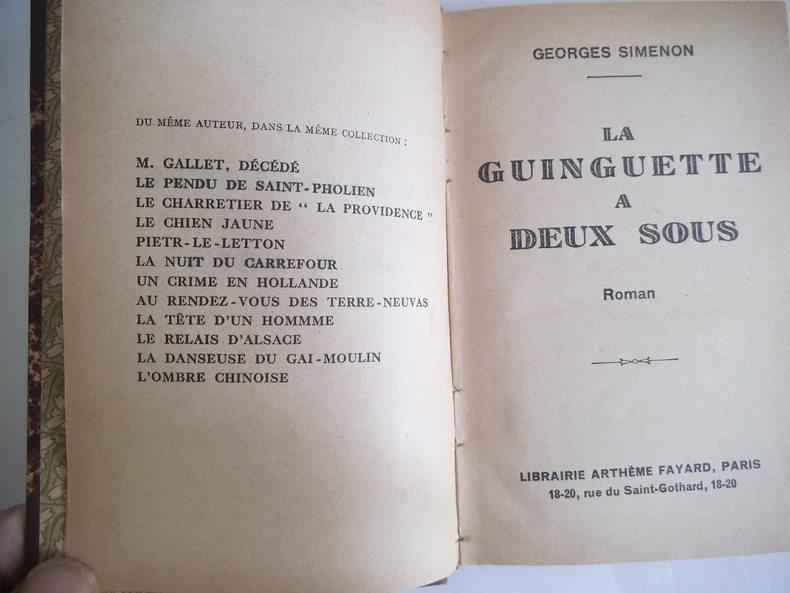 DU MÊME AUTEUR, DANS LA MÊME COLLECTION :
M. GALLET, DÉCÉDÉ
LE PENDU DE SAINT-PHOLIEN
LE CHARRETIER DE “ LA PROVIDENCE ”
LE CHIEN JAUNE
PIETR-LE-LETTON
LA NUIT DU CARREFOUR
UN CRIME EN HOLLANDE
AU RENDEZ-VOUS DES TERRE-NEUVAS
LA TÊTE D'UN HOMMME
LE RELAIS D'ALSACE
LA DANSEUSE DU GAI-MOULIN
L'OMBRE CHINOISE
GEORGES SIMENON
LA
GUINGUETTE
A
DEUX SOUS
Roman
LIBRAIRIE ARTHÈME FAYARD, PARIS
18-20, rue du Saint-Gothard, 18-20